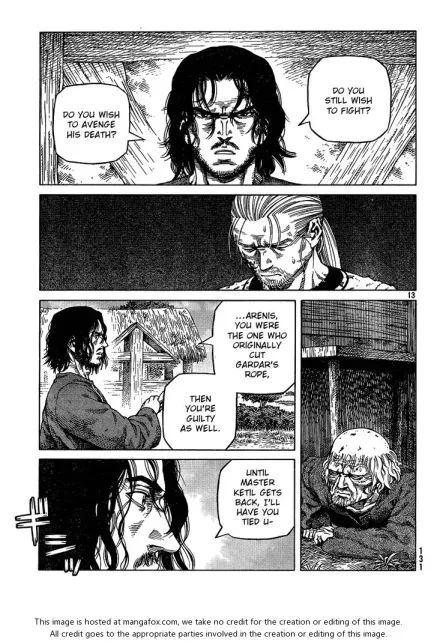 DO YOU
STILL WISH
TO FIGHT?
DO YOU WISH
TO AVENGE
HIS DEATH?
13
...ARENIS,
YOU WERE
THE ONE WHO
ORIGINALLY
CUT
GARDAR'S
ROPE,
THEN
YOU'RE
GUILTY
AS WELL.
UNTIL
MASTER
KETIL GETS
BACK, I'LL
HAVE YOU
TIED U-
131
This image is hosted at mangafox.com, we take no credit for the creation or editing of this image.
All credit goes to the appropriate parties involved in the creation or editing of this image.